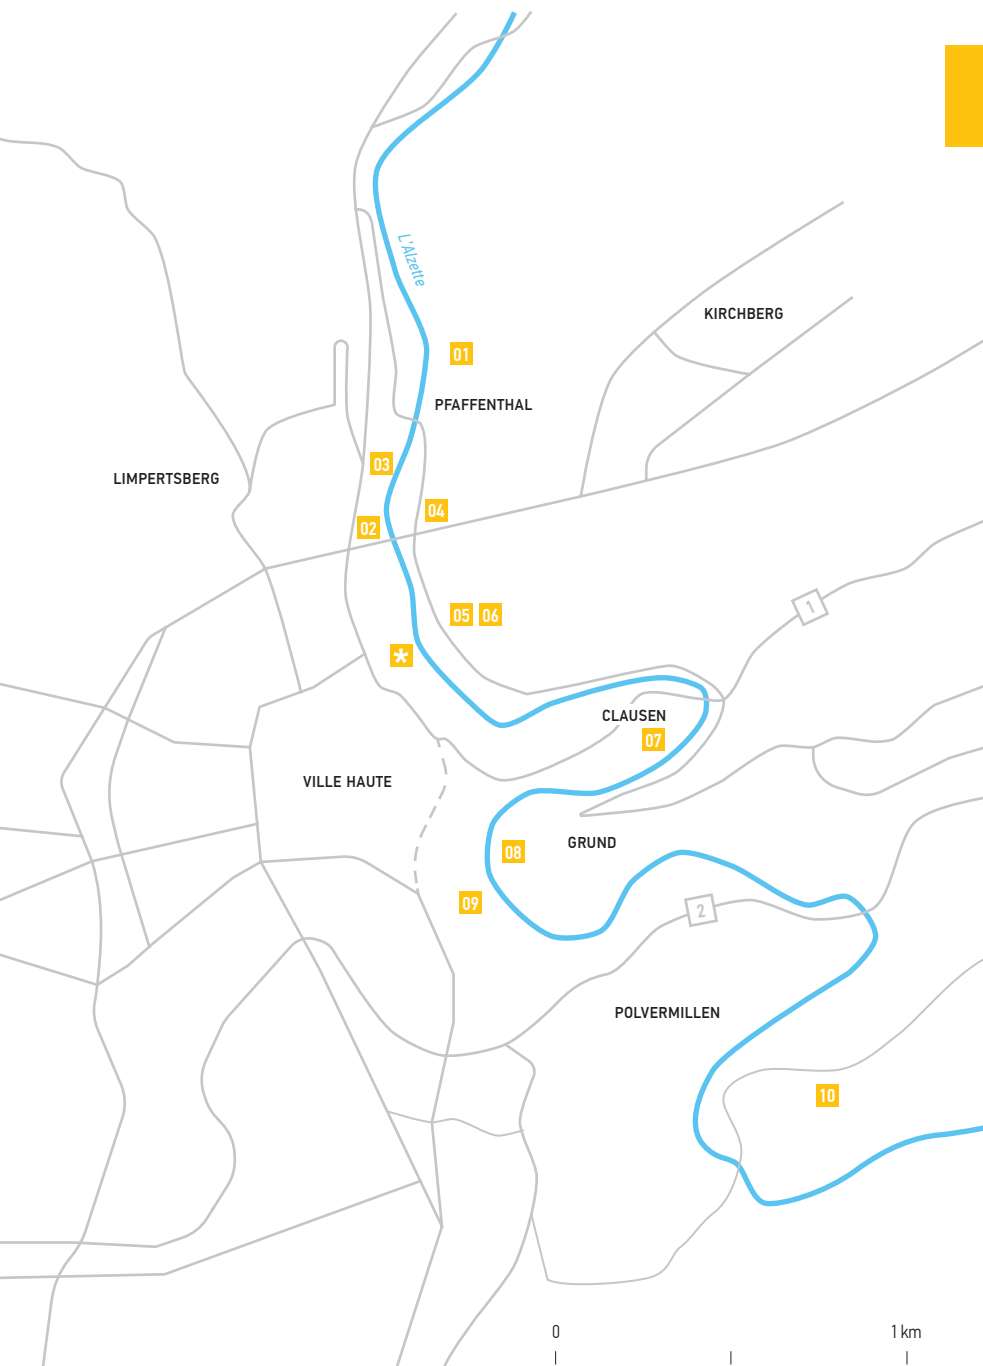 L'Alzette
KIRCHBERG
01
PFAFFENTHAL
03
LIMPERTSBERG
04
02
05 06
1
*
CLAUSEN
07
VILLE HAUTE
GRUND
08
09
2
POLVERMILLEN
10
0 1 km